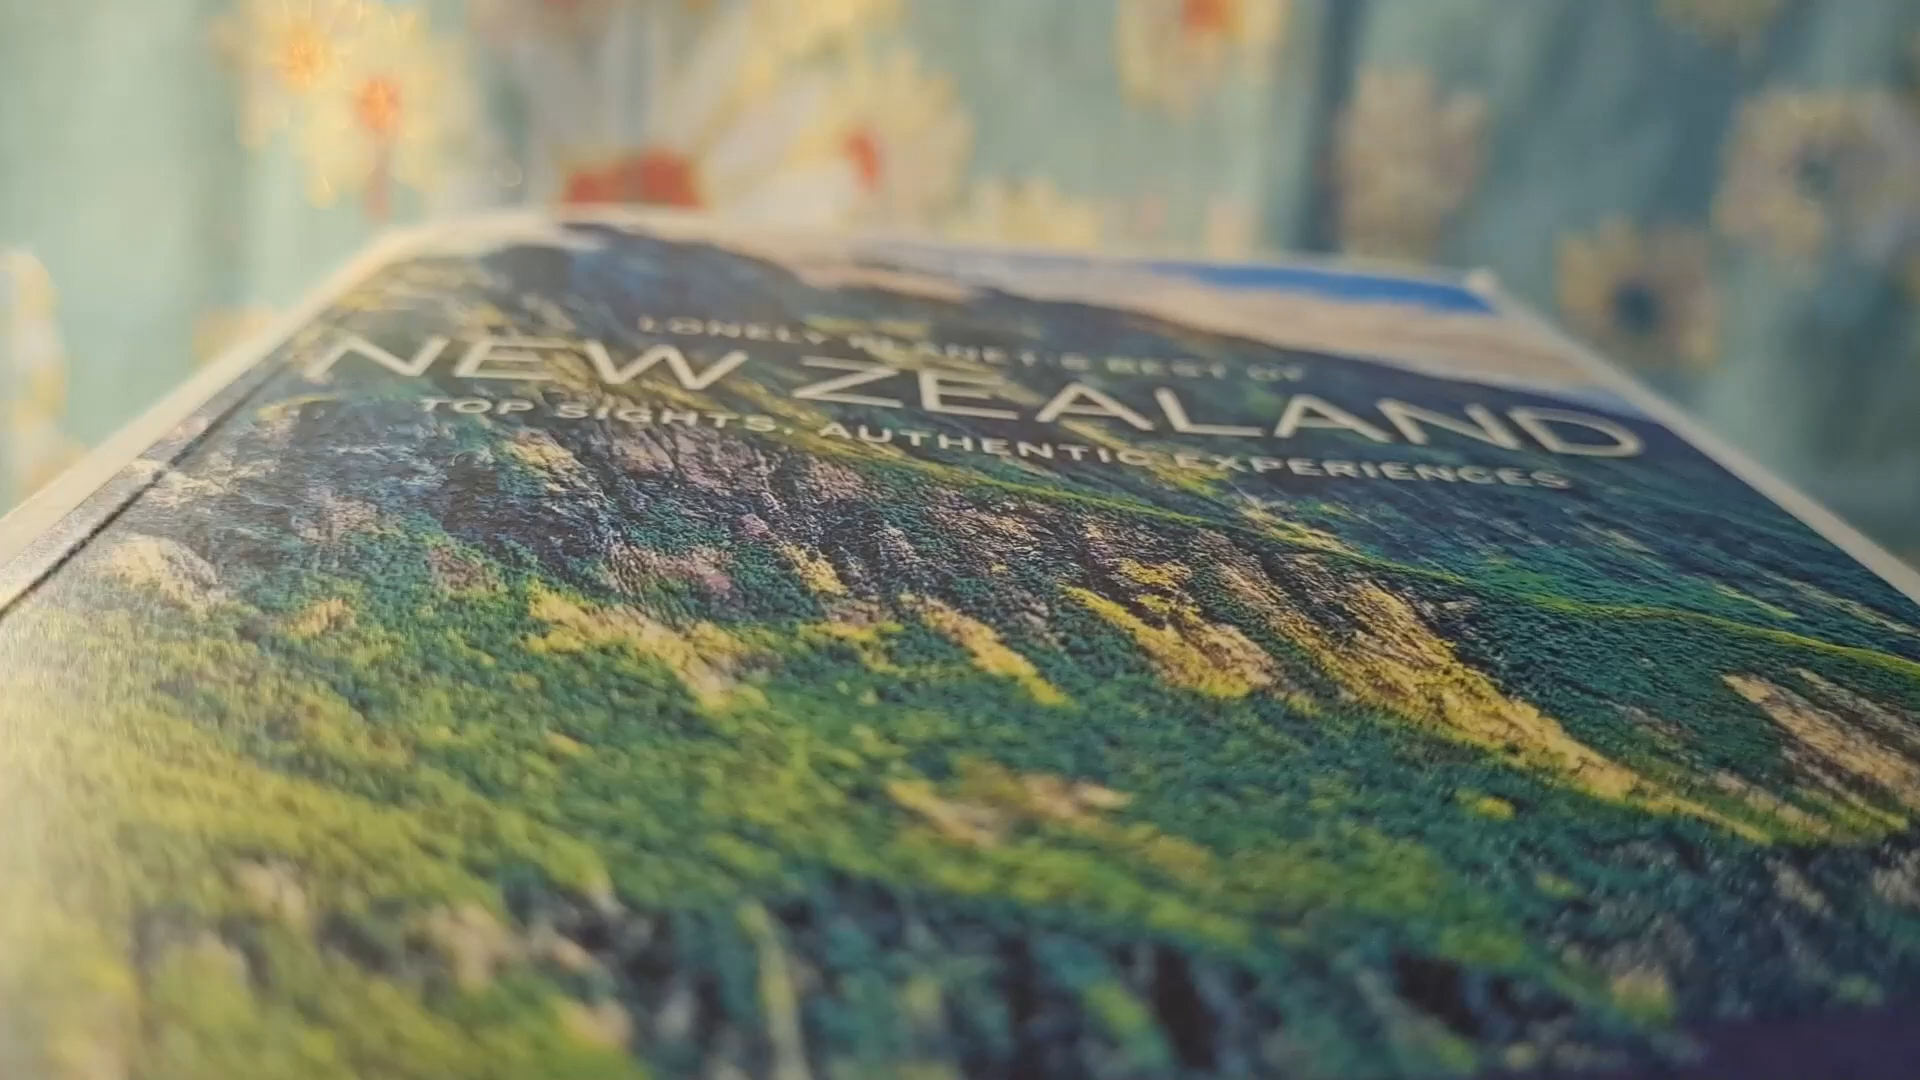 LONELY PLANET'S BEST OF
NEW ZEALAND
TOP SIGHTS, AUTHENTIC EXPERIENCES